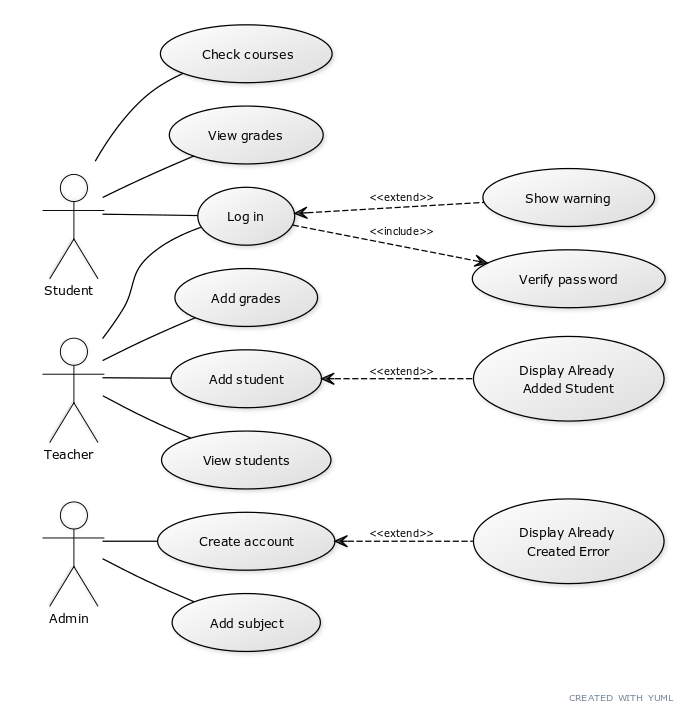 Check courses
View grades
<<extend>>
Show warning
Log in
<<include>>
Verify password
Student
Add grades
Add student
<<extend>>
Display Already
Added Student
Teacher
View students
Create account
<<extend>>
Display Already
Created Error
Admin
Add subject
CREATED WITH YUML